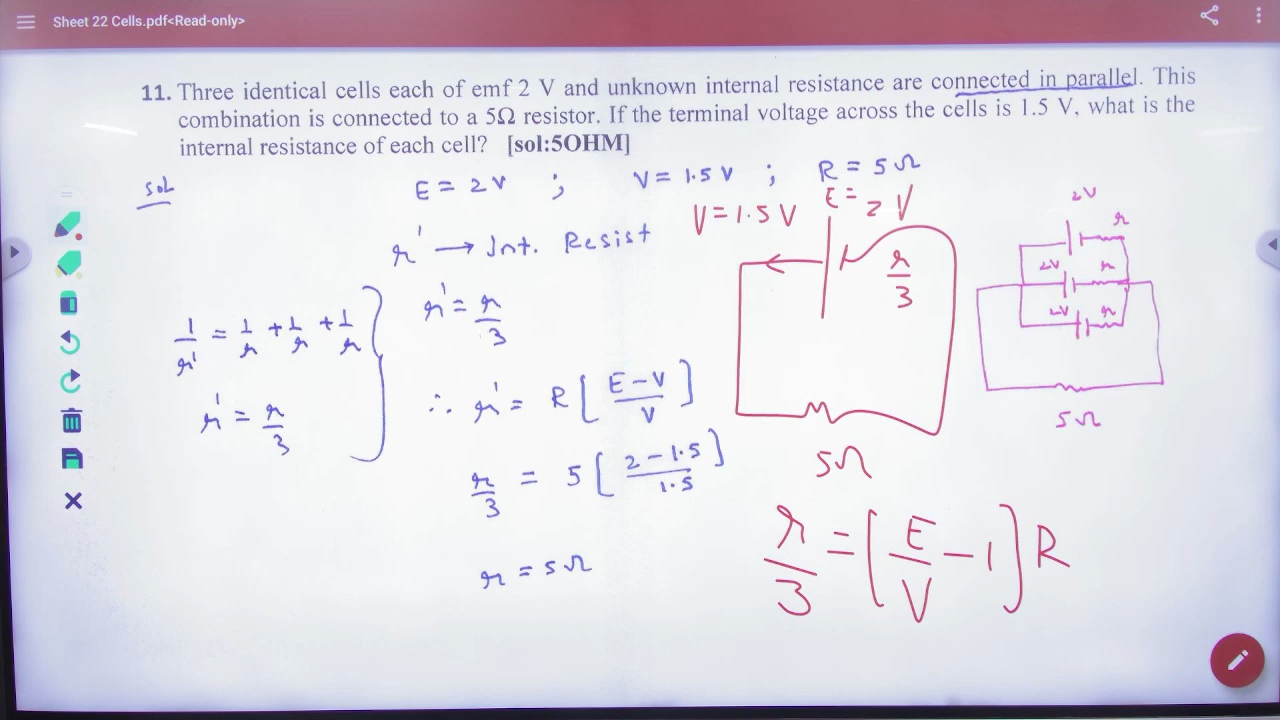 Sheet 22 Cells.pdf<Read-only>
11. Three identical cells each of emf 2 V and unknown internal resistance are connected in parallel. This
combination is connected to a 5Ω resistor. If the terminal voltage across the cells is 1.5 V, what is the
internal resistance of each cell? [sol:5OHM]
Sol
E = 2V ; V = 1.5 V ; R = 5Ω
r' → Int. Resist
1/r' = 1/r + 1/r + 1/r
r' = r/3
r' = r/3
∴ r' = R [ (E-V)/V ]
r/3 = 5 [ (2-1.5)/1.5 ]
r = 5Ω
V = 1.5 V
E = 2 V
r/3
5Ω
r/3 = [ E/V - 1 ] R
2V
r
2V r
2V r
5Ω